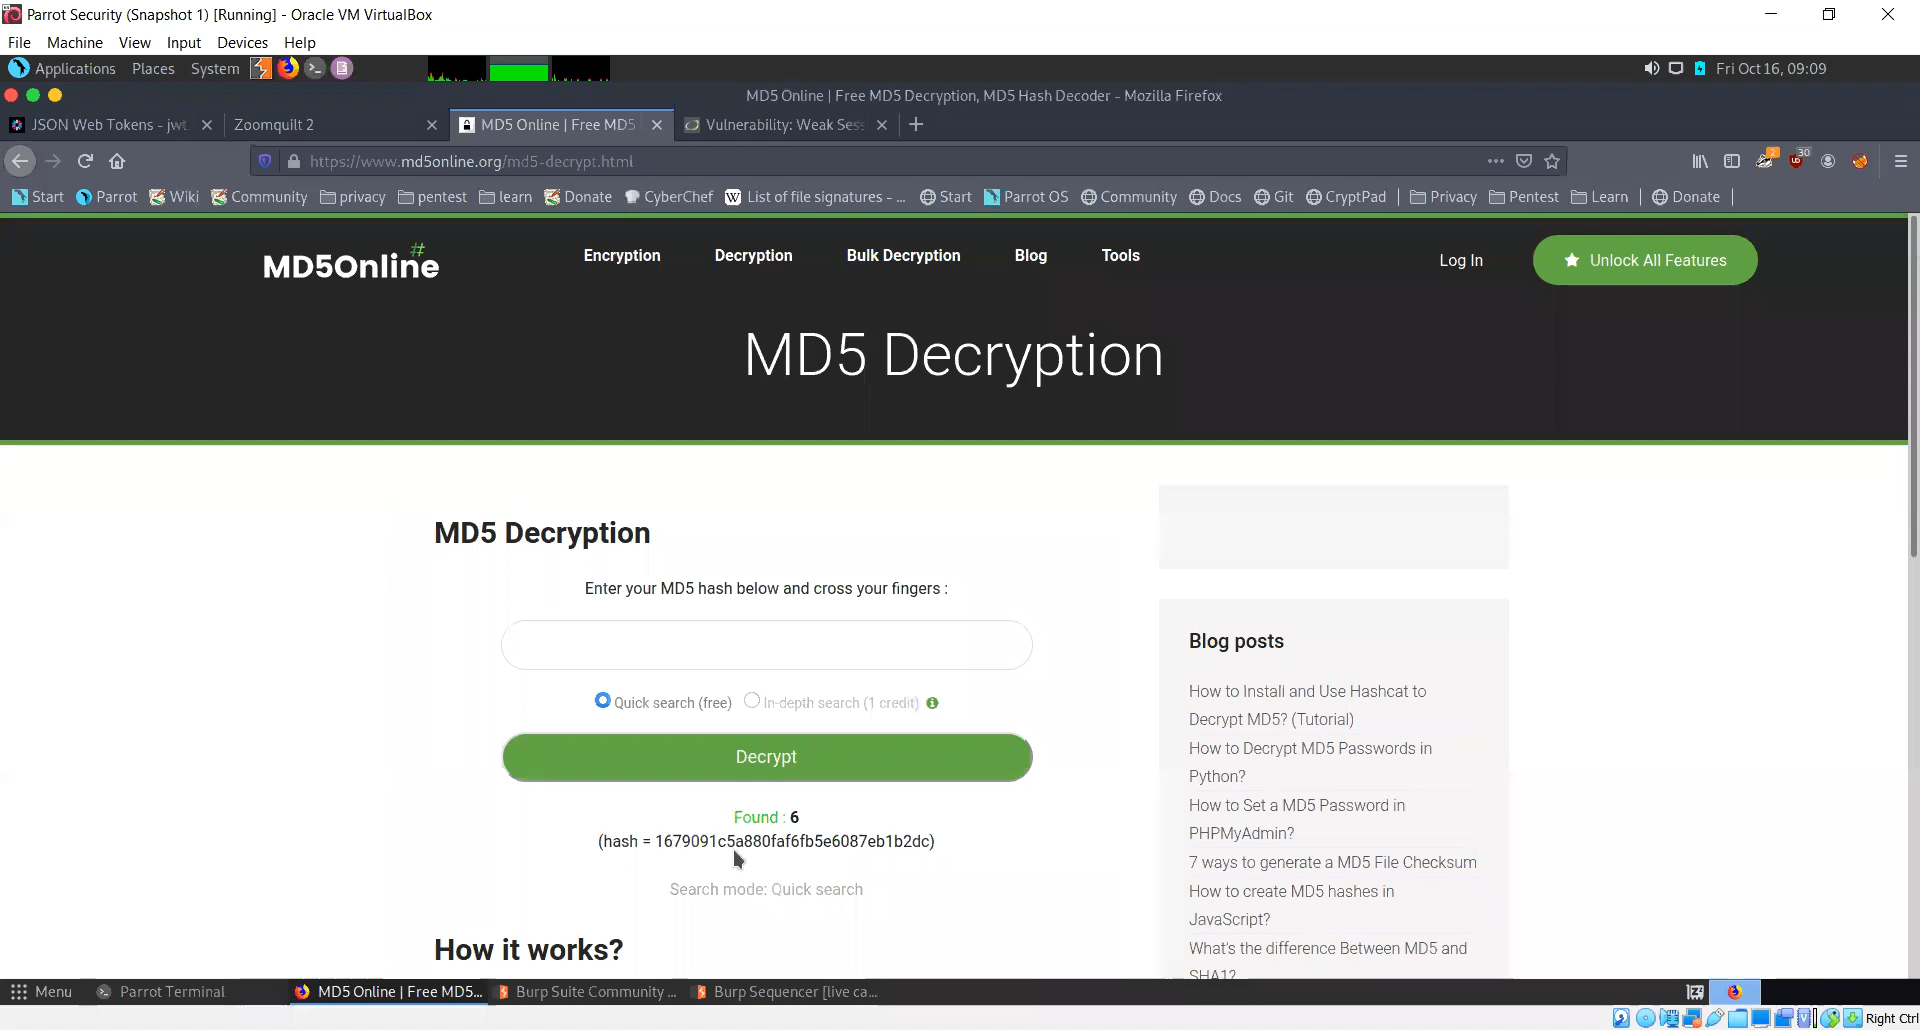 Parrot Security (Snapshot 1) [Running] - Oracle VM VirtualBox
File Machine View Input Devices Help
Applications Places System Fri Oct 16, 09:09
MD5 Online | Free MD5 Decryption, MD5 Hash Decoder - Mozilla Firefox
JSON Web Tokens - jwt. Zoomquilt 2 MD5 Online | Free MD5 Vulnerability: Weak Ses
https://www.md5online.org/md5-decrypt.html 2 30
Start Parrot Wiki Community privacy pentest learn Donate CyberChef W List of file signatures - ... Start Parrot OS Community Docs Git CryptPad Privacy Pentest Learn Donate
MD5Online # Encryption Decryption Bulk Decryption Blog Tools Log In Unlock All Features
MD5 Decryption
MD5 Decryption
Enter your MD5 hash below and cross your fingers :
Quick search (free) In-depth search (1 credit)
Decrypt
Found : 6
(hash = 1679091c5a880faf6fb5e6087eb1b2dc)
Search mode: Quick search
How it works?
Blog posts
How to Install and Use Hashcat to
Decrypt MD5? (Tutorial)
How to Decrypt MD5 Passwords in
Python?
How to Set a MD5 Password in
PHPMyAdmin?
7 ways to generate a MD5 File Checksum
How to create MD5 hashes in
JavaScript?
What's the difference Between MD5 and
SHA1?
Menu Parrot Terminal MD5 Online | Free MD5... Burp Suite Community ... Burp Sequencer [live ca...
Right Ctrl